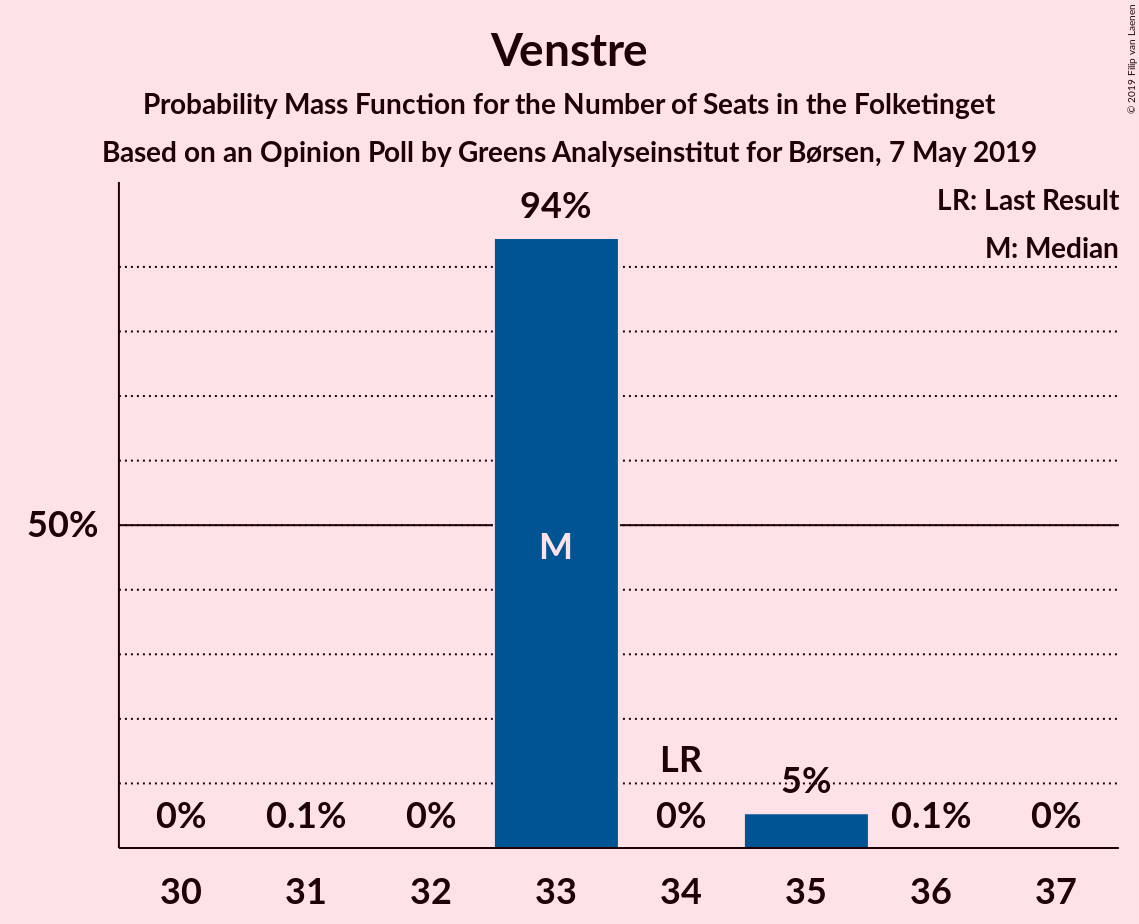 Venstre
Probability Mass Function for the Number of Seats in the Folketinget
Based on an Opinion Poll by Greens Analyseinstitut for Børsen, 7 May 2019
© 2019 Filip van Laenen
LR: Last Result
M: Median
94%
50%
M
LR
5%
0% 0.1% 0% 0% 0.1% 0%
30 31 32 33 34 35 36 37